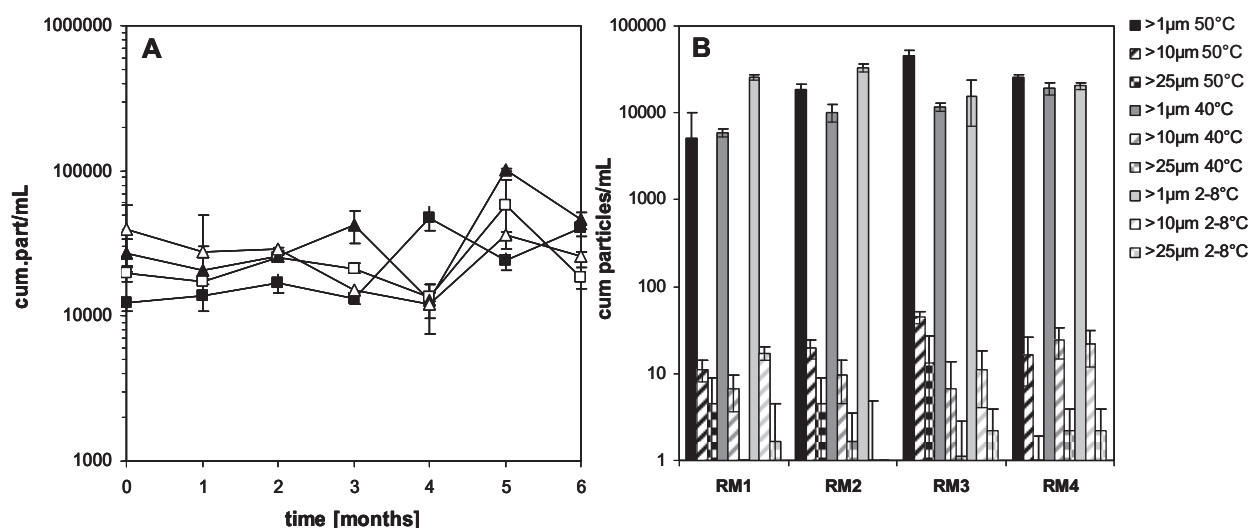 A
cum.part/mL
1000000
100000
10000
1000
0 1 2 3 4 5 6
time [months]
B
cum particles/mL
100000
10000
1000
100
10
1
RM1 RM2 RM3 RM4
>1µm 50°C
>10µm 50°C
>25µm 50°C
>1µm 40°C
>10µm 40°C
>25µm 40°C
>1µm 2-8°C
>10µm 2-8°C
>25µm 2-8°C